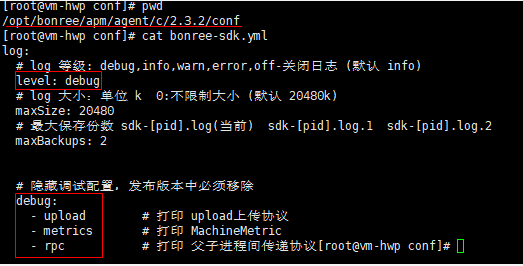 [root@vm-hwp conf]# pwd
/opt/bonree/apm/agent/c/2.3.2/conf
[root@vm-hwp conf]# cat bonree-sdk.yml
log:
  # log 等级: debug,info,warn,error,off-关闭日志 (默认 info)
  level: debug
  # log 大小: 单位 k  0:不限制大小 (默认 20480k)
  maxSize: 20480
  # 最大保存份数 sdk-[pid].log(当前)  sdk-[pid].log.1  sdk-[pid].log.2
  maxBackups: 2
  # 隐藏调试配置, 发布版本中必须移除
  debug:
    - upload       # 打印 upload上传协议
    - metrics      # 打印 MachineMetric
    - rpc          # 打印 父子进程间传递协议[root@vm-hwp conf]#